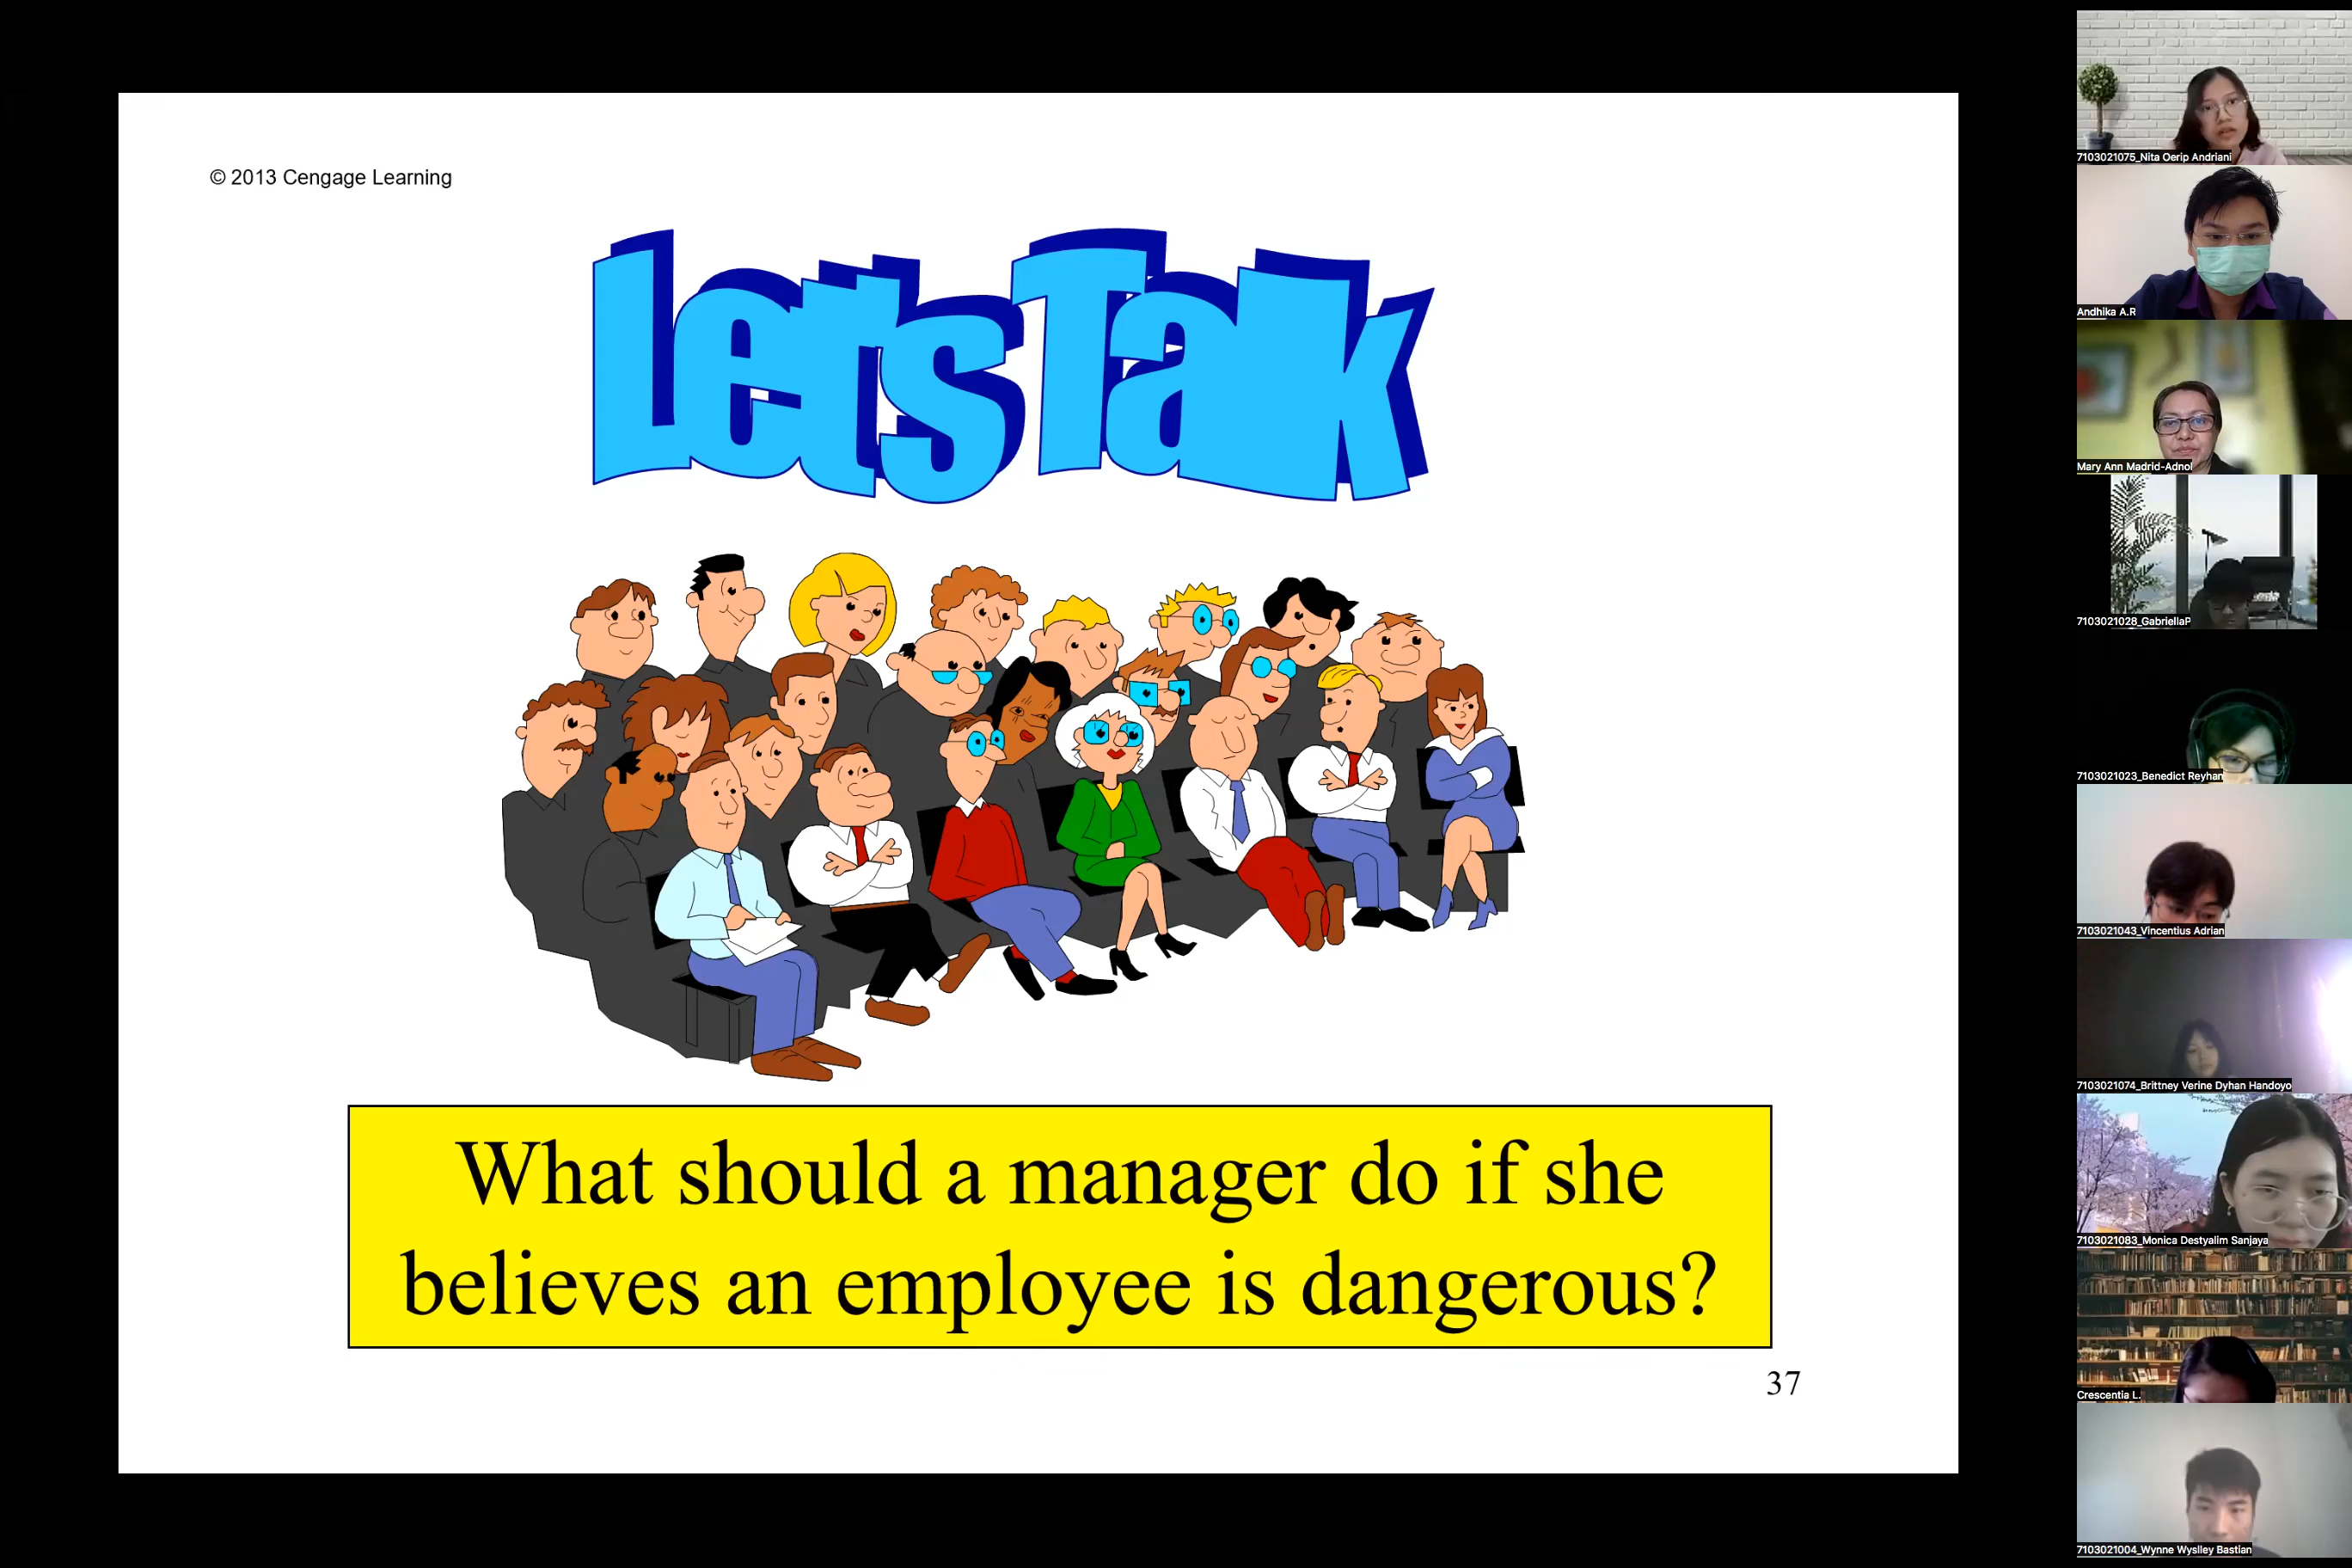 © 2013 Cengage Learning
Let's Talk
What should a manager do if she
believes an employee is dangerous?
37
7103021075_Nita Oerip Andriani
Andhika A.R
Mary Ann Madrid-Adnol
7103021028_GabriellaP
7103021023_Benedict Reyhan
7103021043_Vincentius Adrian
7103021074_Brittney Verine Dyhan Handoyo
7103021083_Monica Destyalim Sanjaya
Crescentia L.
7103021004_Wynne Wyslley Bastian